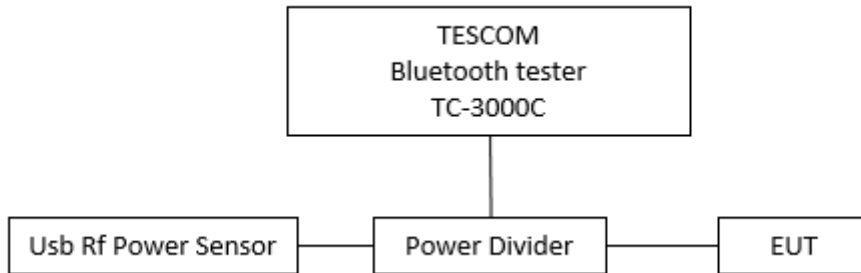 TESCOM
Bluetooth tester
TC-3000C
Usb Rf Power Sensor
Power Divider
EUT